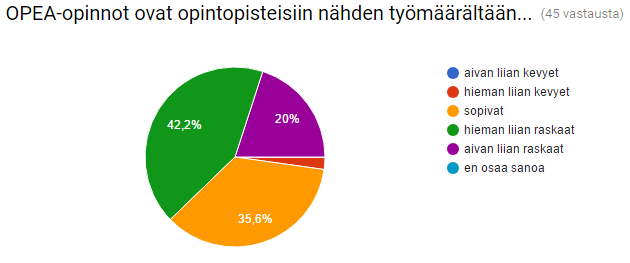 OPEA-opinnot ovat opintopisteisiin nähden työmäärältään... (45 vastausta)
aivan liian kevyet
hieman liian kevyet
sopivat
hieman liian raskaat
aivan liian raskaat
en osaa sanoa
20%
42,2%
35,6%